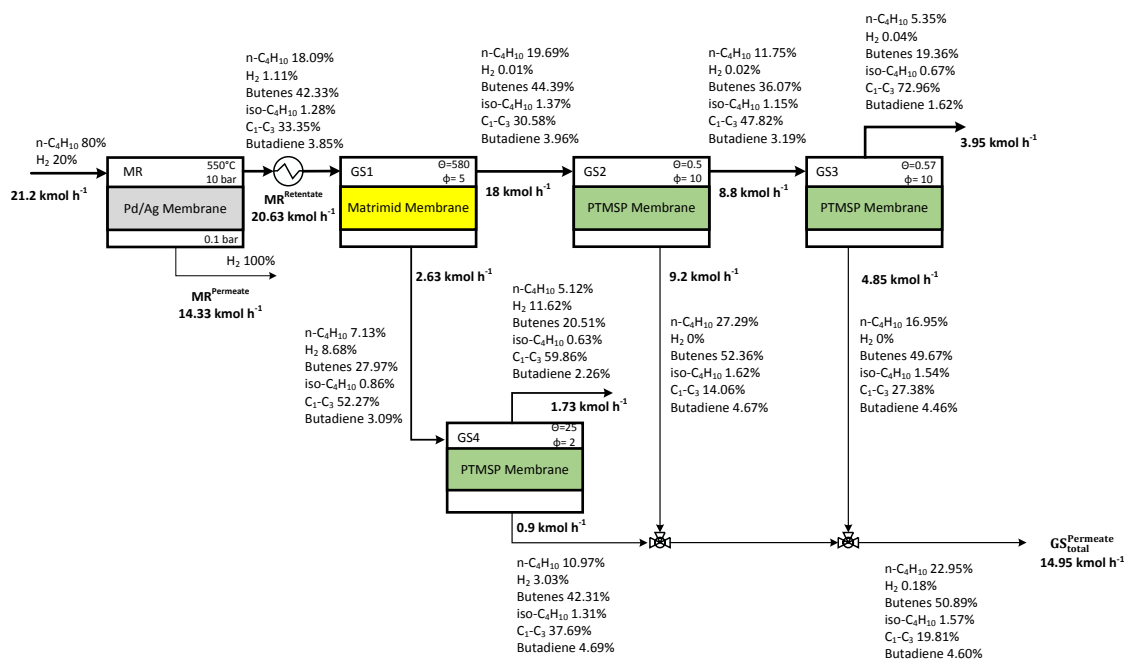 n-C₄H₁₀ 80%
H₂ 20%
21.2 kmol h⁻¹
MR
550°C
10 bar
Pd/Ag Membrane
0.1 bar
H₂ 100%
MR^Permeate
14.33 kmol h⁻¹
n-C₄H₁₀ 18.09%
H₂ 1.11%
Butenes 42.33%
iso-C₄H₁₀ 1.28%
C₁-C₃ 33.35%
Butadiene 3.85%
MR^Retentate
20.63 kmol h⁻¹
GS1
Θ=580
ϕ= 5
Matrimid Membrane
n-C₄H₁₀ 19.69%
H₂ 0.01%
Butenes 44.39%
iso-C₄H₁₀ 1.37%
C₁-C₃ 30.58%
Butadiene 3.96%
18 kmol h⁻¹
GS2
Θ=0.5
ϕ= 10
PTMSP Membrane
n-C₄H₁₀ 11.75%
H₂ 0.02%
Butenes 36.07%
iso-C₄H₁₀ 1.15%
C₁-C₃ 47.82%
Butadiene 3.19%
8.8 kmol h⁻¹
GS3
Θ=0.57
ϕ= 10
PTMSP Membrane
n-C₄H₁₀ 5.35%
H₂ 0.04%
Butenes 19.36%
iso-C₄H₁₀ 0.67%
C₁-C₃ 72.96%
Butadiene 1.62%
3.95 kmol h⁻¹
2.63 kmol h⁻¹
n-C₄H₁₀ 7.13%
H₂ 8.68%
Butenes 27.97%
iso-C₄H₁₀ 0.86%
C₁-C₃ 52.27%
Butadiene 3.09%
n-C₄H₁₀ 5.12%
H₂ 11.62%
Butenes 20.51%
iso-C₄H₁₀ 0.63%
C₁-C₃ 59.86%
Butadiene 2.26%
1.73 kmol h⁻¹
GS4
Θ=25
ϕ= 2
PTMSP Membrane
0.9 kmol h⁻¹
n-C₄H₁₀ 10.97%
H₂ 3.03%
Butenes 42.31%
iso-C₄H₁₀ 1.31%
C₁-C₃ 37.69%
Butadiene 4.69%
9.2 kmol h⁻¹
n-C₄H₁₀ 27.29%
H₂ 0%
Butenes 52.36%
iso-C₄H₁₀ 1.62%
C₁-C₃ 14.06%
Butadiene 4.67%
4.85 kmol h⁻¹
n-C₄H₁₀ 16.95%
H₂ 0%
Butenes 49.67%
iso-C₄H₁₀ 1.54%
C₁-C₃ 27.38%
Butadiene 4.46%
GS^Permeate_total
14.95 kmol h⁻¹
n-C₄H₁₀ 22.95%
H₂ 0.18%
Butenes 50.89%
iso-C₄H₁₀ 1.57%
C₁-C₃ 19.81%
Butadiene 4.60%